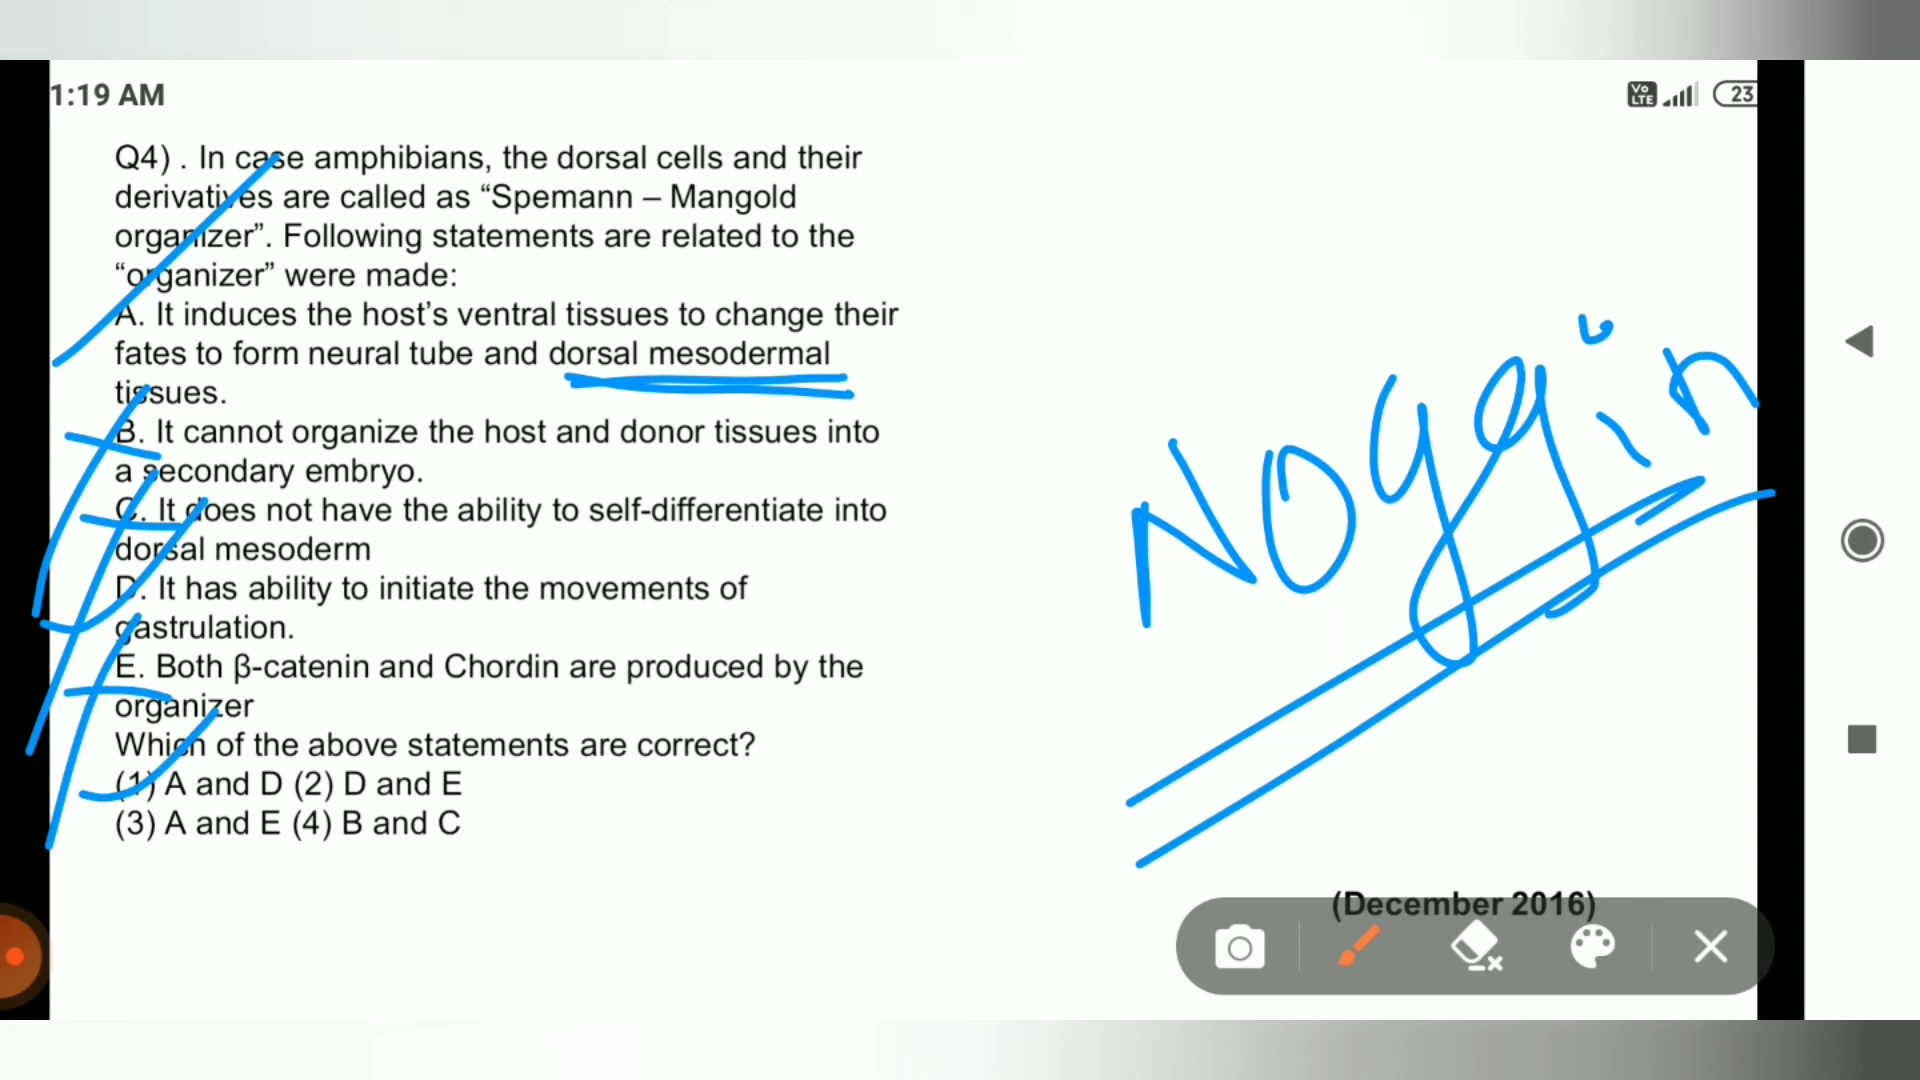 1:19 AM
Vo LTE 23
Q4) . In case amphibians, the dorsal cells and their
derivatives are called as “Spemann – Mangold
organizer”. Following statements are related to the
“organizer” were made:
A. It induces the host’s ventral tissues to change their
fates to form neural tube and dorsal mesodermal
tissues.
B. It cannot organize the host and donor tissues into
a secondary embryo.
C. It does not have the ability to self-differentiate into
dorsal mesoderm
D. It has ability to initiate the movements of
gastrulation.
E. Both β-catenin and Chordin are produced by the
organizer
Which of the above statements are correct?
(1) A and D (2) D and E
(3) A and E (4) B and C
Noggin
(December 2016)